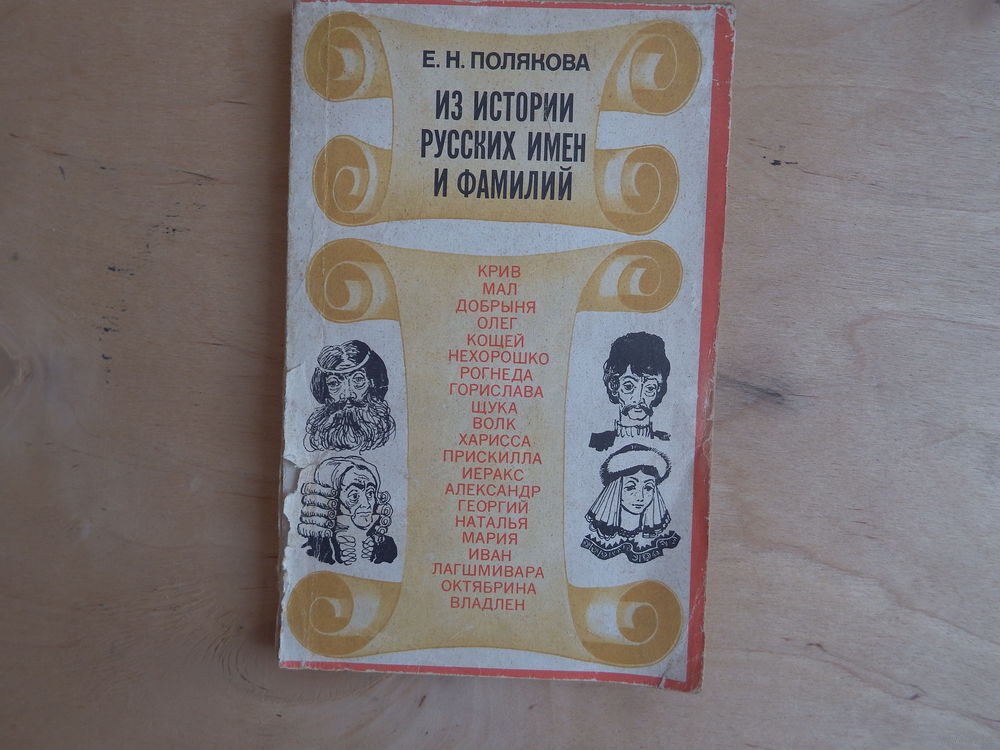 Е. Н. ПОЛЯКОВА
ИЗ ИСТОРИИ
РУССКИХ ИМЕН
И ФАМИЛИЙ
КРИВ
МАЛ
ДОБРЫНЯ
ОЛЕГ
КОЩЕЙ
НЕХОРОШКО
РОГНЕДА
ГОРИСЛАВА
ЩУКА
ВОЛК
ХАРИССА
ПРИСКИЛЛА
ИЕРАКС
АЛЕКСАНДР
ГЕОРГИЙ
НАТАЛЬЯ
МАРИЯ
ИВАН
ЛАГШМИВАРА
ОКТЯБРИНА
ВЛАДЛЕН